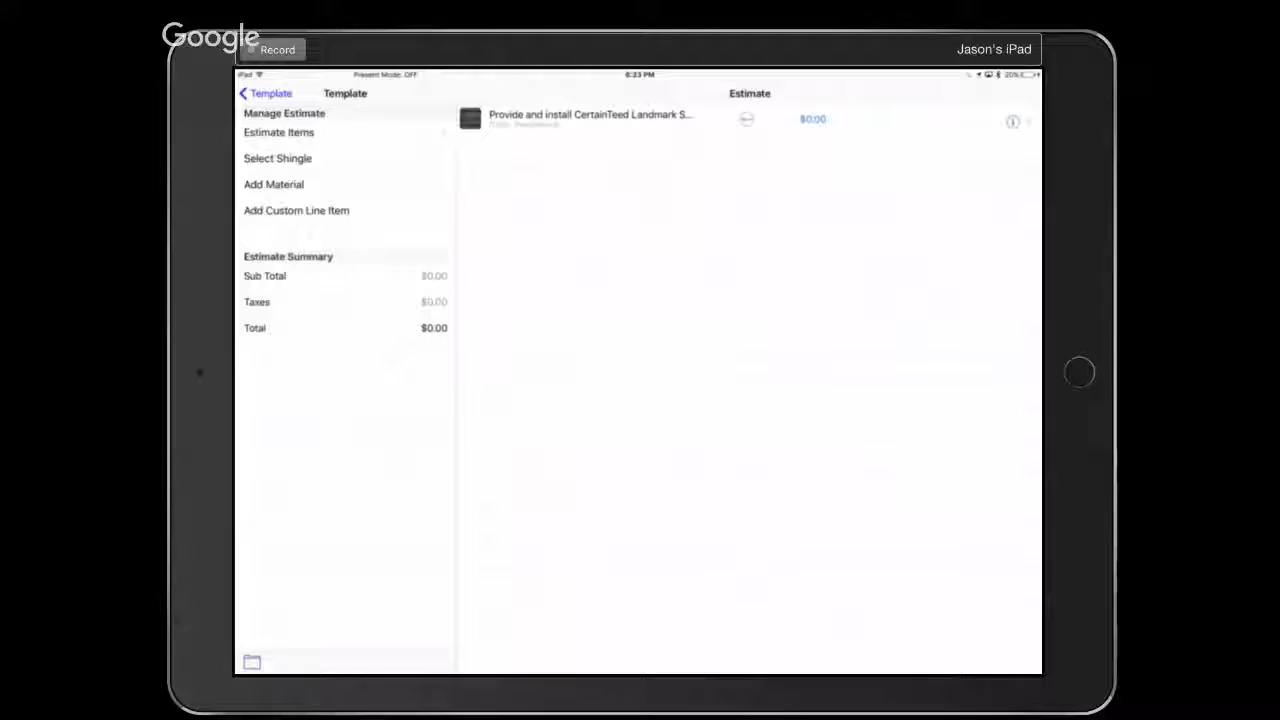 Google
Record
Jason's iPad
iPad
Present Mode: OFF
6:33 PM
20%
Template
Template
Estimate
Manage Estimate
Provide and install CertainTeed Landmark S...
$0.00
Estimate Items
Select Shingle
Add Material
Add Custom Line Item
Estimate Summary
Sub Total $0.00
Taxes $0.00
Total $0.00